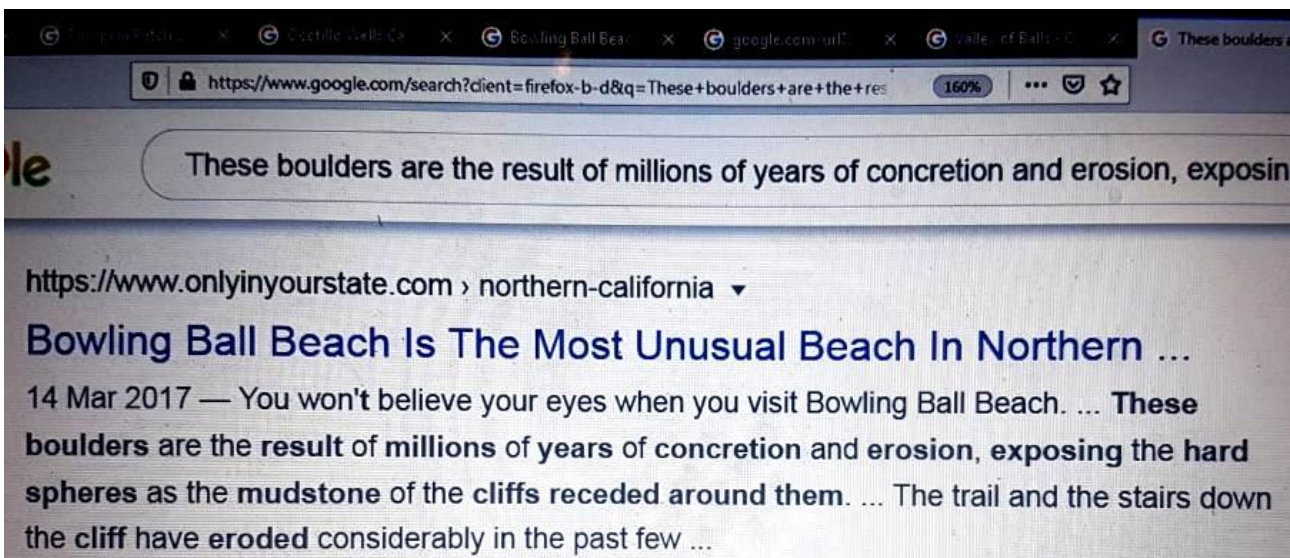 Bowling Ball Bea
google.com/url?
These boulders a
https://www.google.com/search?client=firefox-b-d&q=These+boulders+are+the+res
160%
le
These boulders are the result of millions of years of concretion and erosion, exposin
https://www.onlyinyourstate.com › northern-california
Bowling Ball Beach Is The Most Unusual Beach In Northern ...
14 Mar 2017 — You won't believe your eyes when you visit Bowling Ball Beach. ... These
boulders are the result of millions of years of concretion and erosion, exposing the hard
spheres as the mudstone of the cliffs receded around them. ... The trail and the stairs down
the cliff have eroded considerably in the past few ...